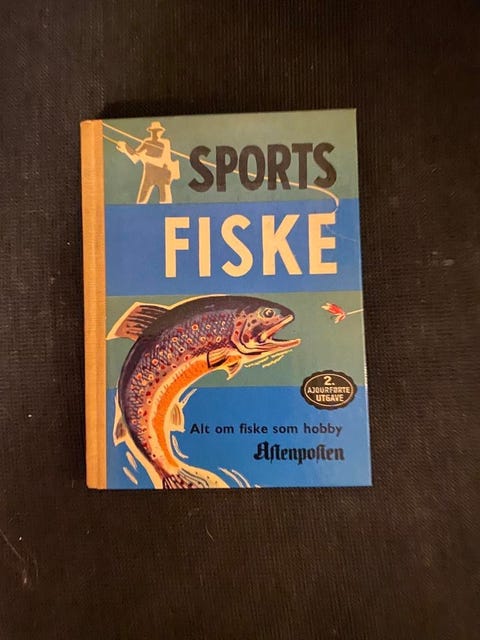 SPORTS
FISKE
2.
AJOURFØRTE
UTGAVE
Alt om fiske som hobby
Aftenposten